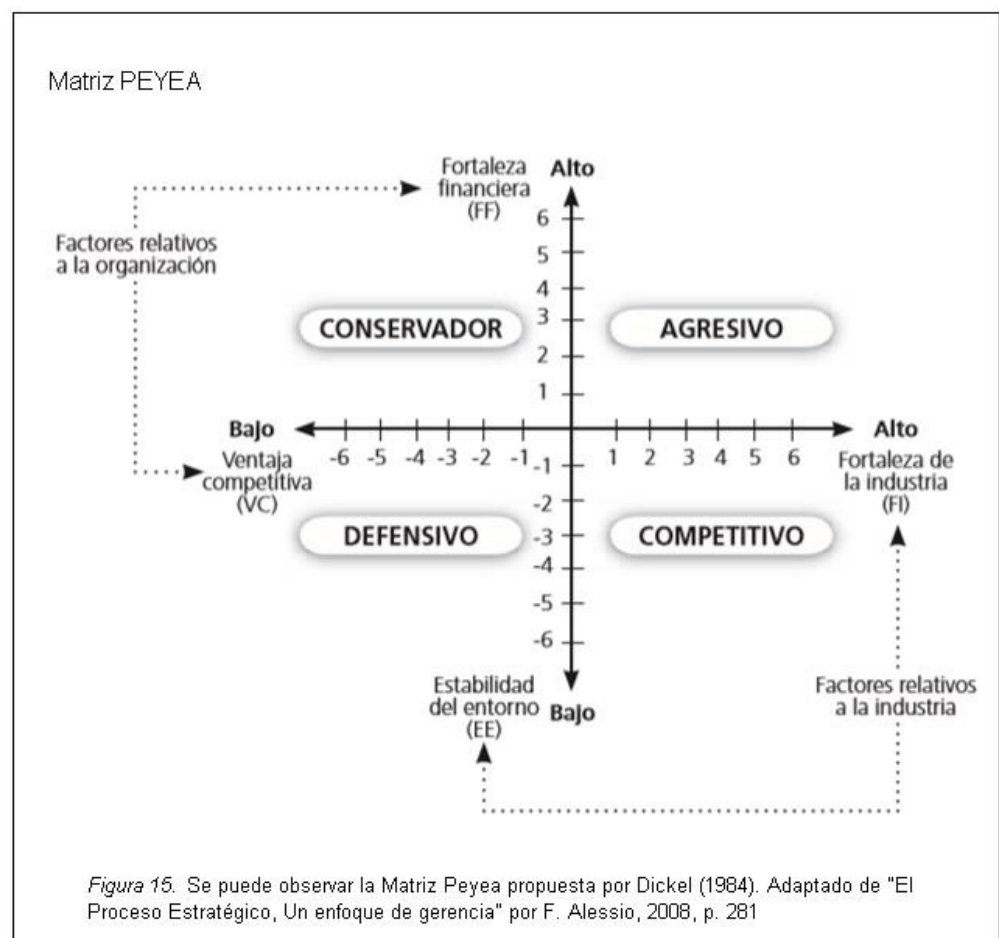 Matriz PEYEA
Fortaleza
financiera
(FF)
Alto
Factores relativos
a la organización
6
5
4
3
2
1
CONSERVADOR
AGRESIVO
Bajo
Ventaja
competitiva
(VC)
-6 -5 -4 -3 -2 -1
1 2 3 4 5 6
Alto
Fortaleza de
la industria
(FI)
-1
-2
-3
-4
-5
-6
DEFENSIVO
COMPETITIVO
Estabilidad
del entorno
(EE)
Bajo
Factores relativos
a la industria
Figura 15. Se puede observar la Matriz Peyea propuesta por Dickel (1984). Adaptado de "El
Proceso Estratégico, Un enfoque de gerencia" por F. Alessio, 2008, p. 281